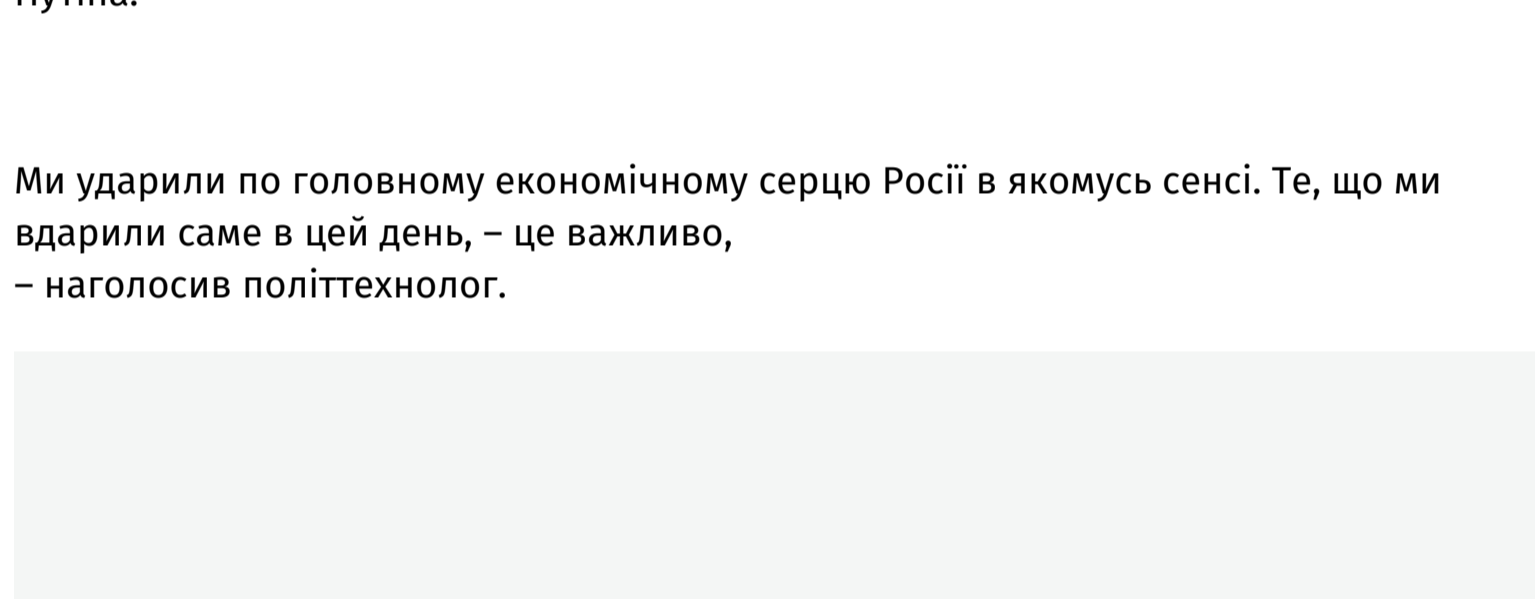 Ми ударили по головному економічному серцю Росії в якомусь сенсі. Те, що ми
вдарили саме в цей день, – це важливо,
– наголосив політтехнолог.